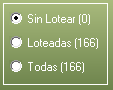 Sin Lotear (0)
Loteadas (166)
Todas (166)